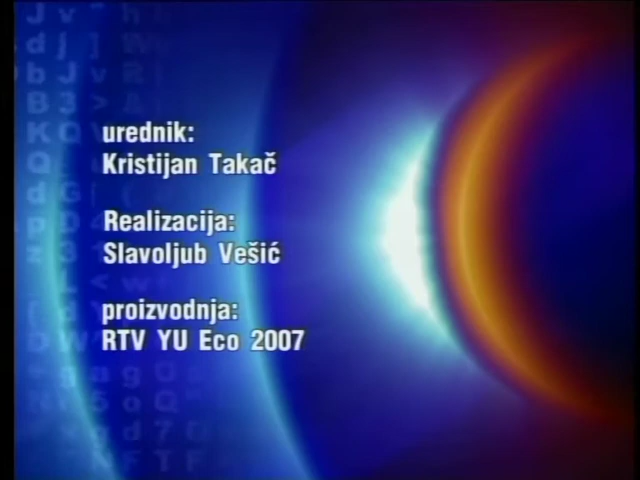 urednik:
Kristijan Takač
Realizacija:
Slavoljub Vešić
proizvodnja:
RTV YU Eco 2007